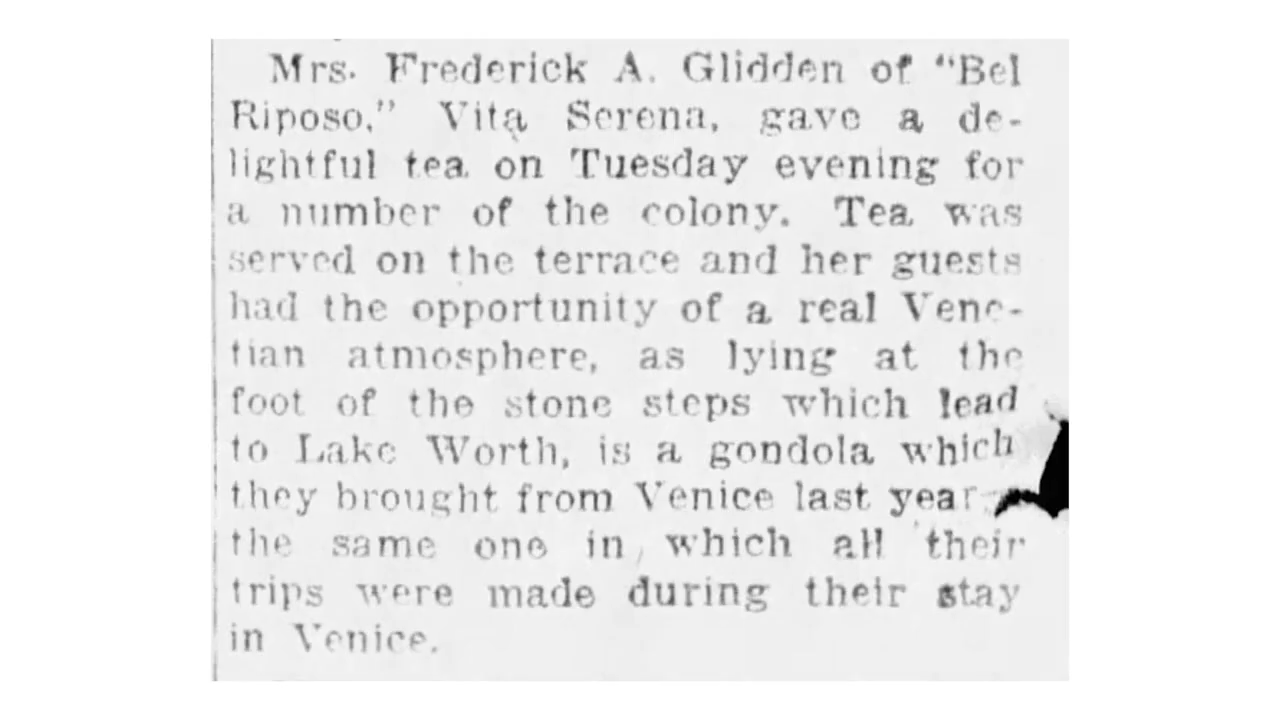 Mrs. Frederick A. Glidden of "Bel
Riposo," Vita Serena, gave a de-
lightful tea on Tuesday evening for
a number of the colony. Tea was
served on the terrace and her guests
had the opportunity of a real Vene-
tian atmosphere, as lying at the
foot of the stone steps which lead
to Lake Worth, is a gondola which
they brought from Venice last year
the same one in which all their
trips were made during their stay
in Venice.